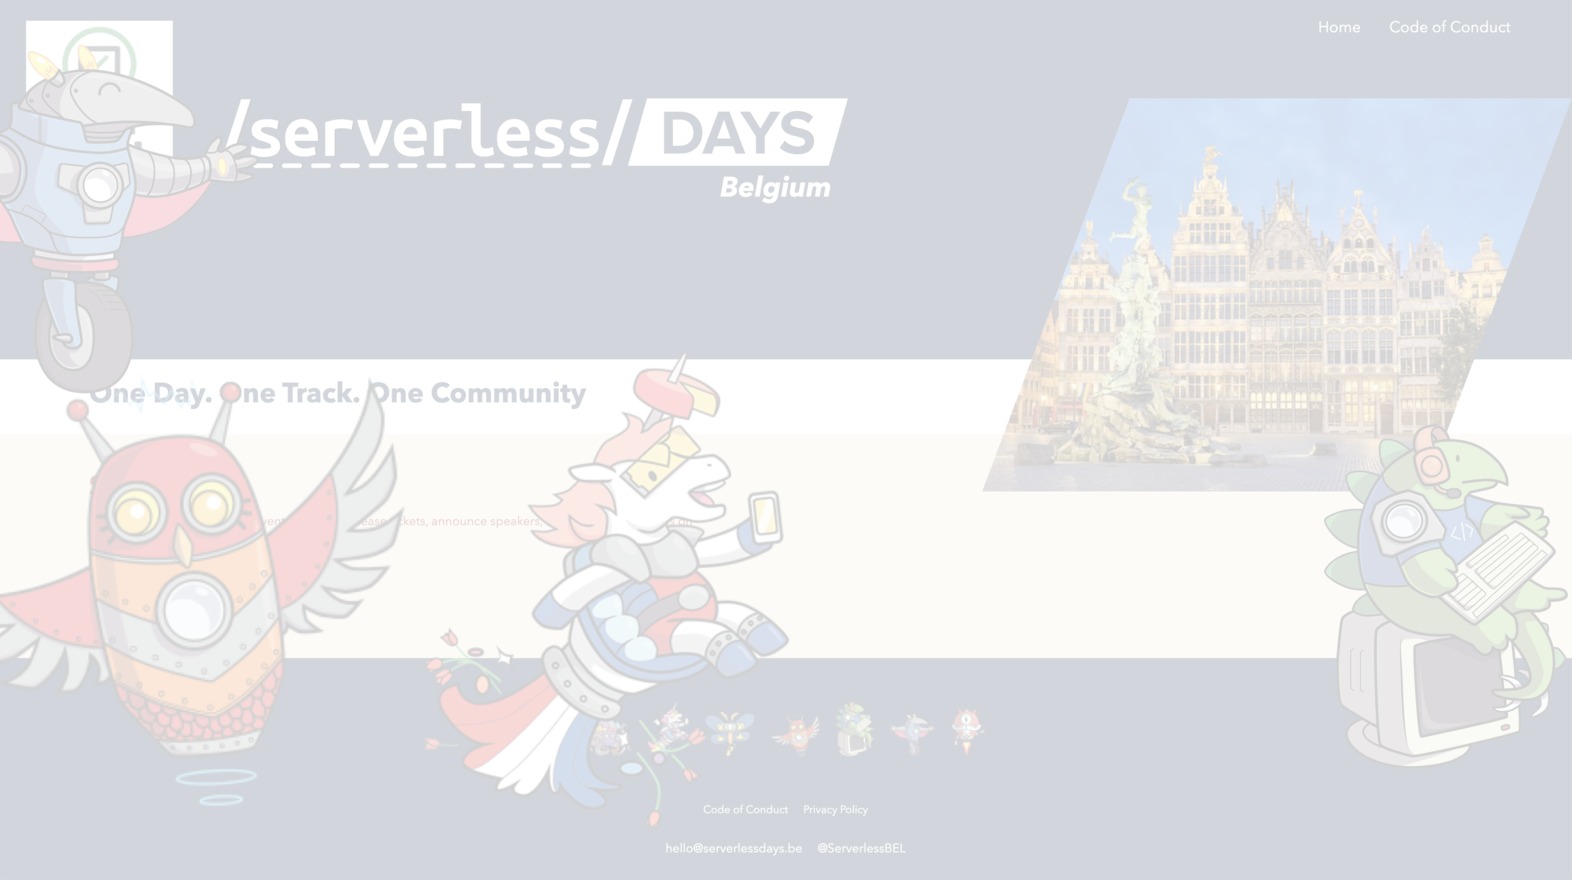 Home Code of Conduct
/serverless/ DAYS
Belgium
One Day. One Track. One Community
announce speakers,
Code of Conduct Privacy Policy
hello@serverlessdays.be @ServerlessBEL